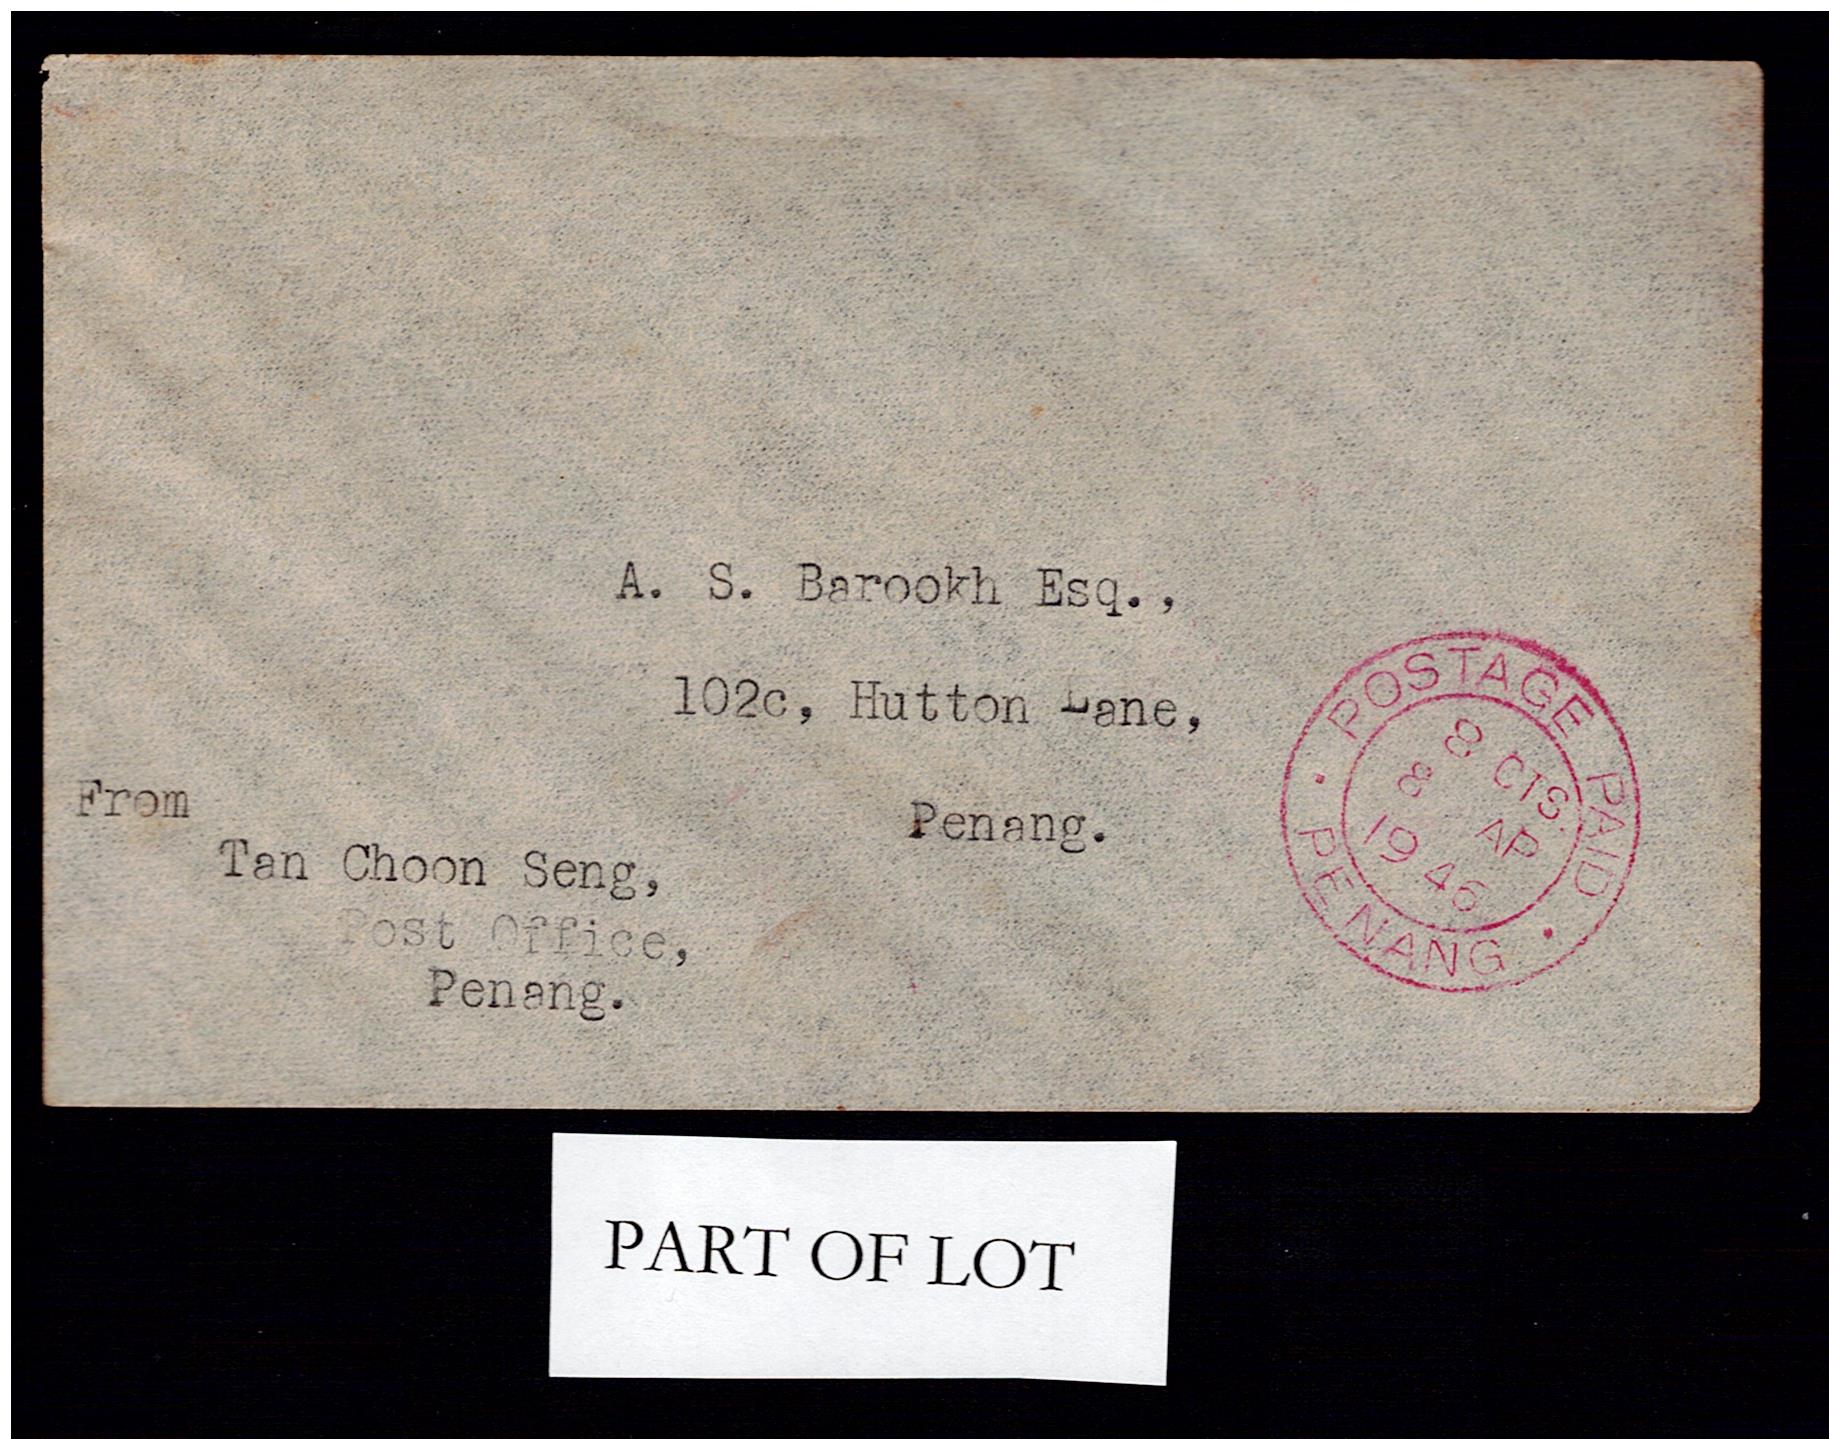 A. S. Barookh Esq.,
102c, Hutton Lane,
Penang.
From
Tan Choon Seng,
Post Office,
Penang.
POSTAGE PAID
8 CTS.
8 AP
1946
PENANG
PART OF LOT